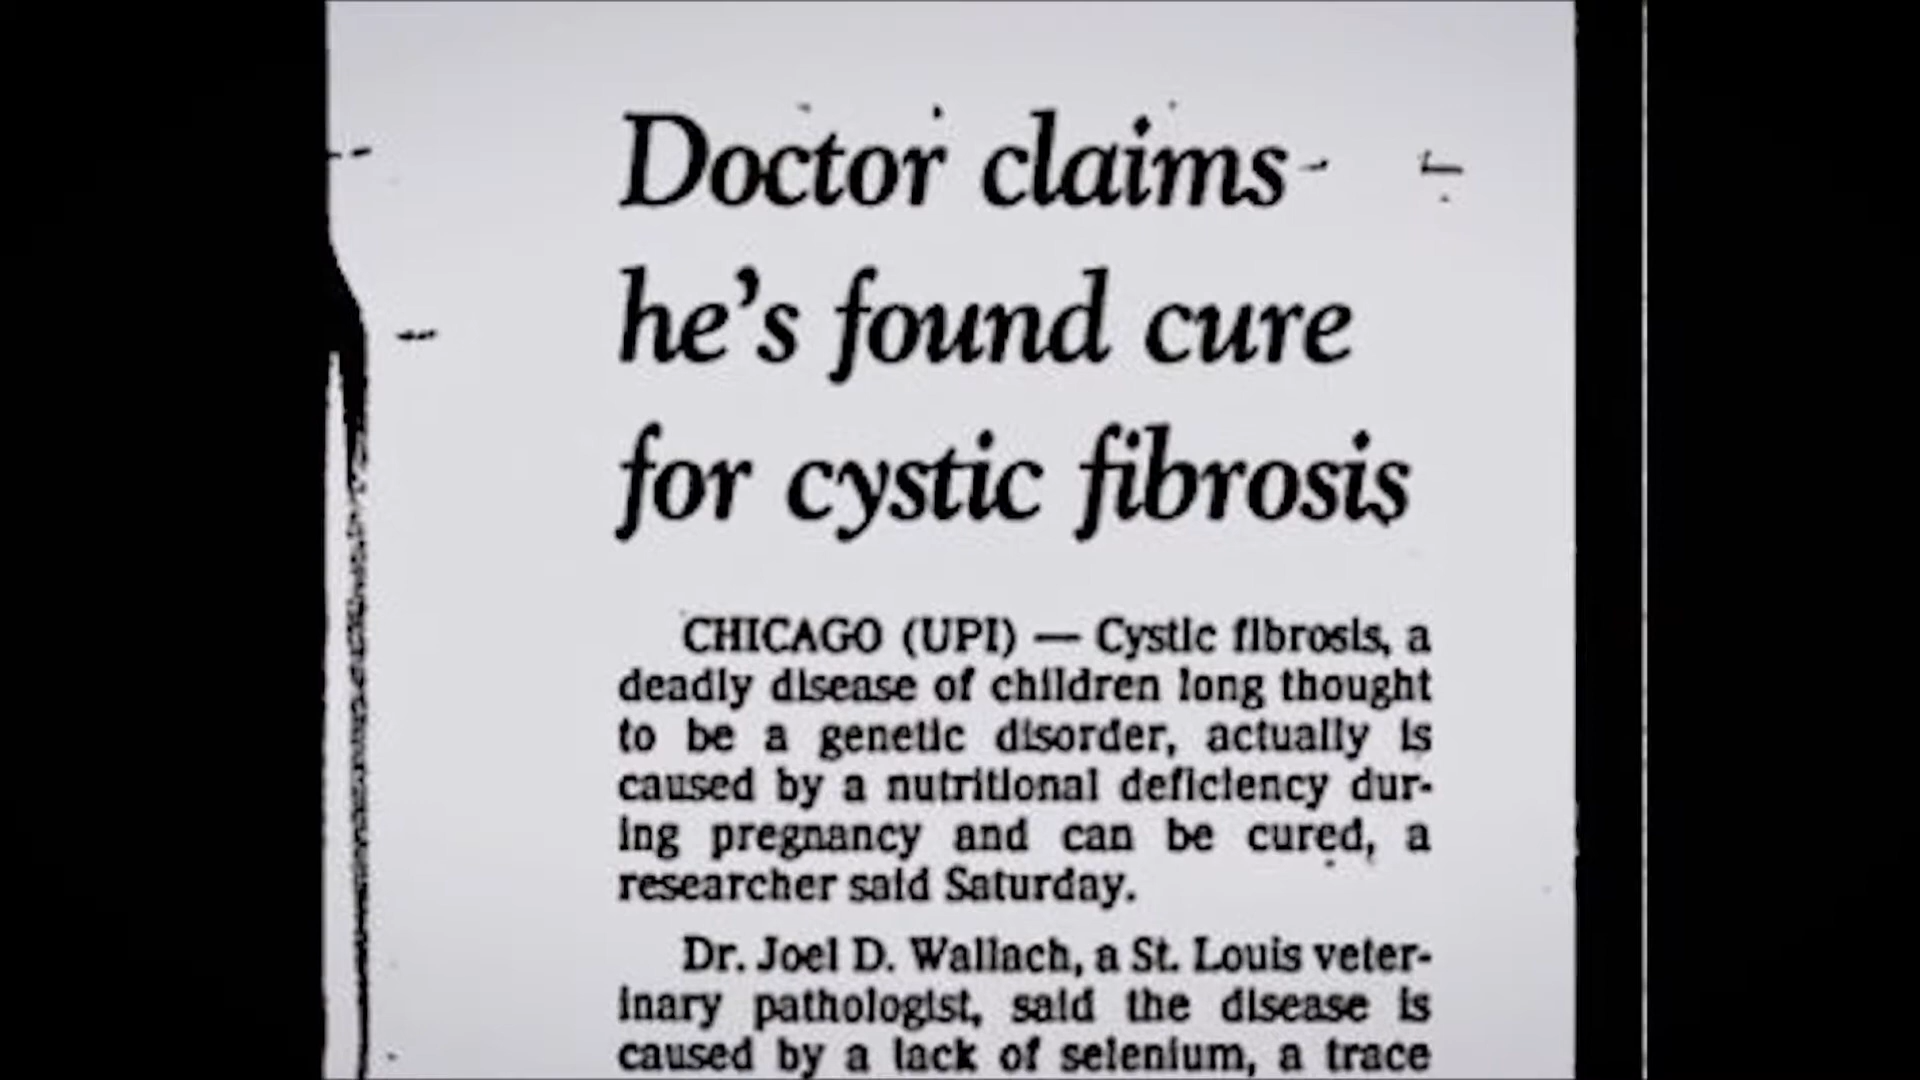 Doctor claims
he's found cure
for cystic fibrosis
CHICAGO (UPI) — Cystic fibrosis, a
deadly disease of children long thought
to be a genetic disorder, actually is
caused by a nutritional deficiency dur-
ing pregnancy and can be cured, a
researcher said Saturday.
Dr. Joel D. Wallach, a St. Louis veter-
inary pathologist, said the disease is
caused by a lack of selenium, a trace